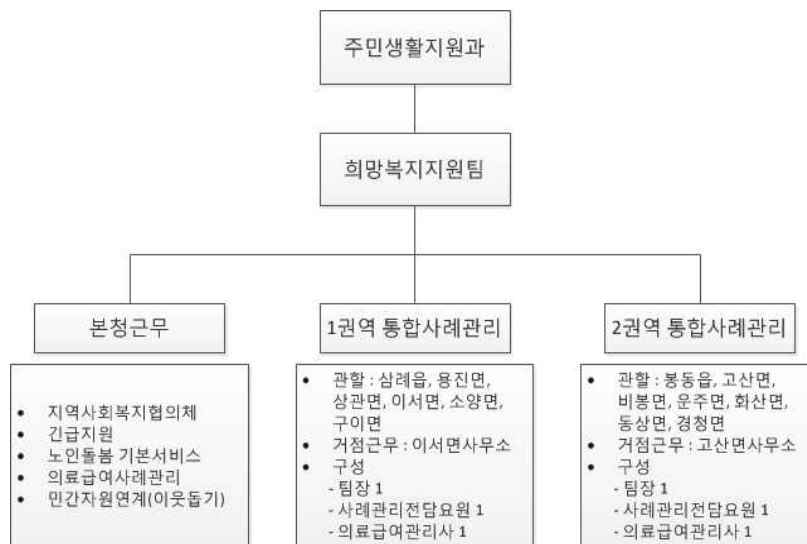 주민생활지원과
희망복지지원팀
본청근무
• 지역사회복지협의체
• 긴급지원
• 노인돌봄 기본서비스
• 의료급여사례관리
• 민간자원연계(이웃돕기)
1권역 통합사례관리
• 관할 : 삼례읍, 용진면,
상관면, 이서면, 소양면,
구이면
• 거점근무 : 이서면사무소
• 구성
- 팀장 1
- 사례관리전담요원 1
- 의료급여관리사 1
2권역 통합사례관리
• 관할 : 봉동읍, 고산면,
비봉면, 운주면, 화산면,
동상면, 경청면
• 거점근무 : 고산면사무소
• 구성
- 팀장 1
- 사례관리전담요원 1
- 의료급여관리사 1